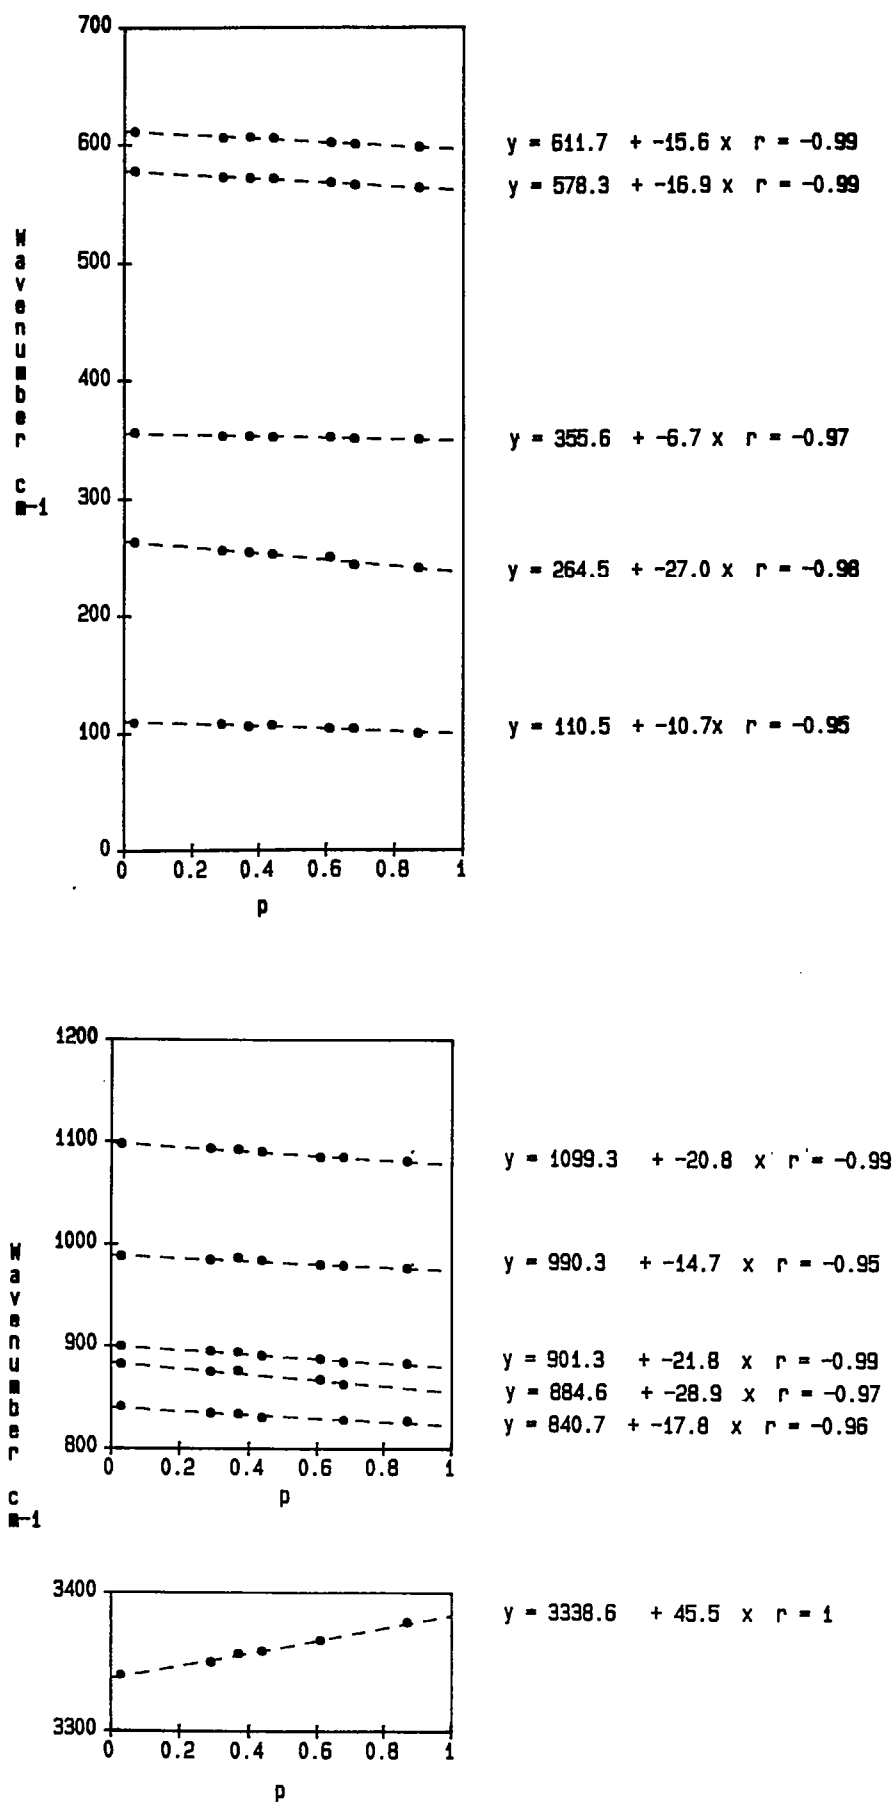 700
600
500
400
300
200
100
0
Wavenumber cm-1
0 0.2 0.4 0.6 0.8 1
p
y = 611.7 + -15.6 x r = -0.99
y = 578.3 + -16.9 x r = -0.99
y = 355.6 + -6.7 x r = -0.97
y = 264.5 + -27.0 x r = -0.98
y = 110.5 + -10.7x r = -0.95
1200
1100
1000
900
800
Wavenumber cm-1
0 0.2 0.4 0.6 0.8 1
p
y = 1099.3 + -20.8 x r = -0.99
y = 990.3 + -14.7 x r = -0.95
y = 901.3 + -21.8 x r = -0.99
y = 884.6 + -28.9 x r = -0.97
y = 840.7 + -17.8 x r = -0.96
3400
3300
0 0.2 0.4 0.6 0.8 1
p
y = 3338.6 + 45.5 x r = 1